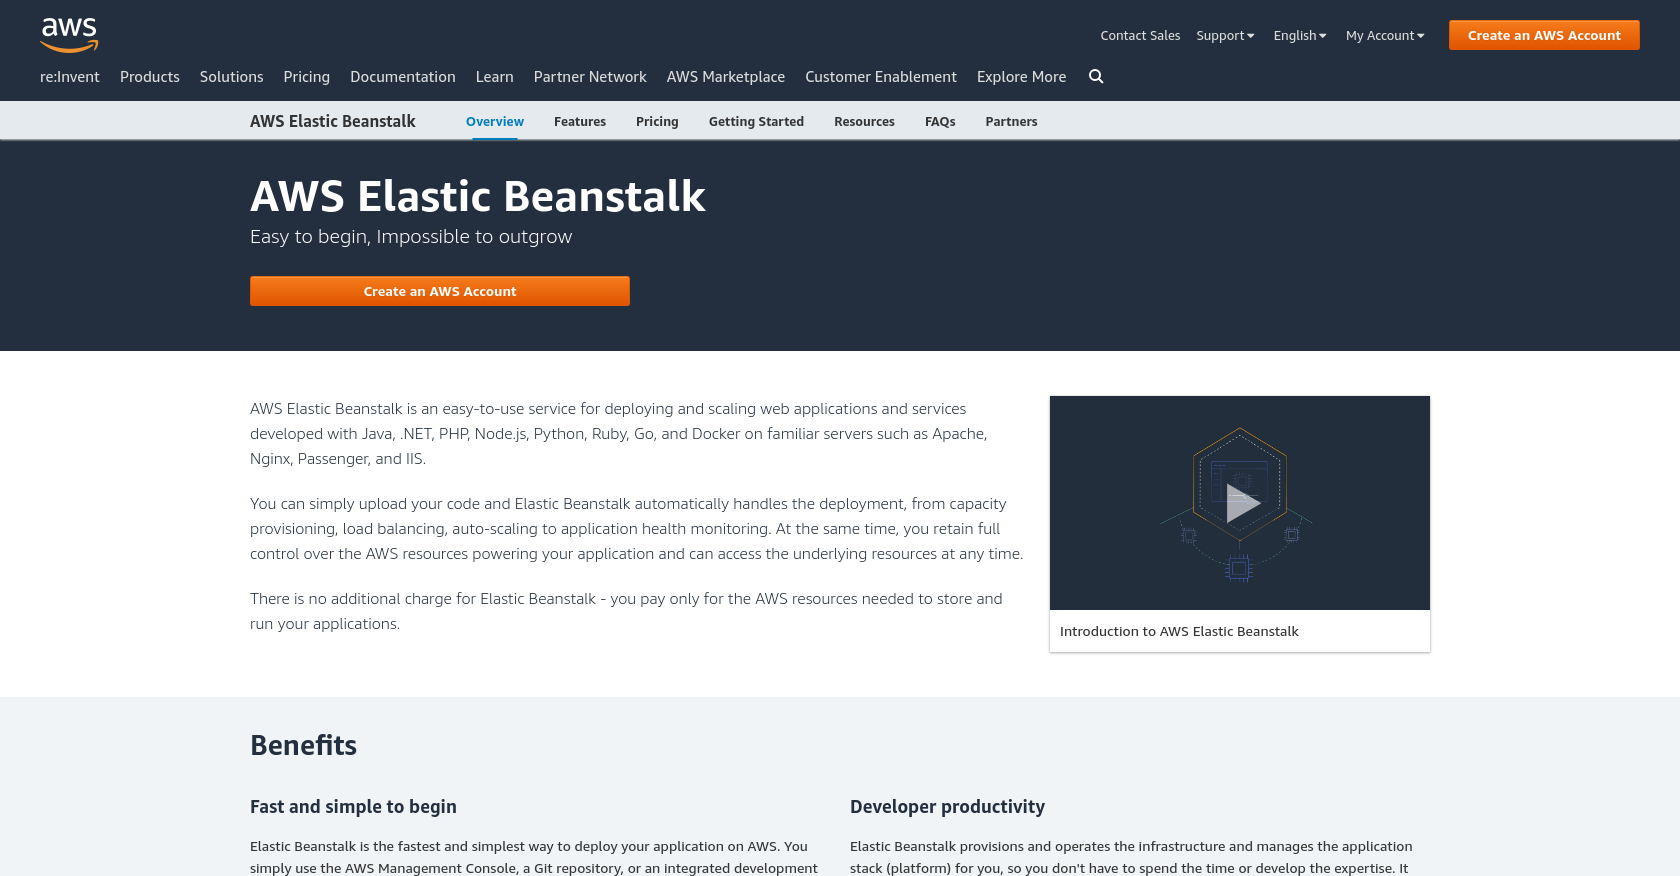 aws
Contact Sales Support English My Account Create an AWS Account
re:Invent Products Solutions Pricing Documentation Learn Partner Network AWS Marketplace Customer Enablement Explore More
AWS Elastic Beanstalk Overview Features Pricing Getting Started Resources FAQs Partners
AWS Elastic Beanstalk
Easy to begin, Impossible to outgrow
Create an AWS Account
AWS Elastic Beanstalk is an easy-to-use service for deploying and scaling web applications and services
developed with Java, .NET, PHP, Node.js, Python, Ruby, Go, and Docker on familiar servers such as Apache,
Nginx, Passenger, and IIS.
You can simply upload your code and Elastic Beanstalk automatically handles the deployment, from capacity
provisioning, load balancing, auto-scaling to application health monitoring. At the same time, you retain full
control over the AWS resources powering your application and can access the underlying resources at any time.
There is no additional charge for Elastic Beanstalk - you pay only for the AWS resources needed to store and
run your applications.
Introduction to AWS Elastic Beanstalk
Benefits
Fast and simple to begin
Elastic Beanstalk is the fastest and simplest way to deploy your application on AWS. You
simply use the AWS Management Console, a Git repository, or an integrated development
Developer productivity
Elastic Beanstalk provisions and operates the infrastructure and manages the application
stack (platform) for you, so you don't have to spend the time or develop the expertise. It